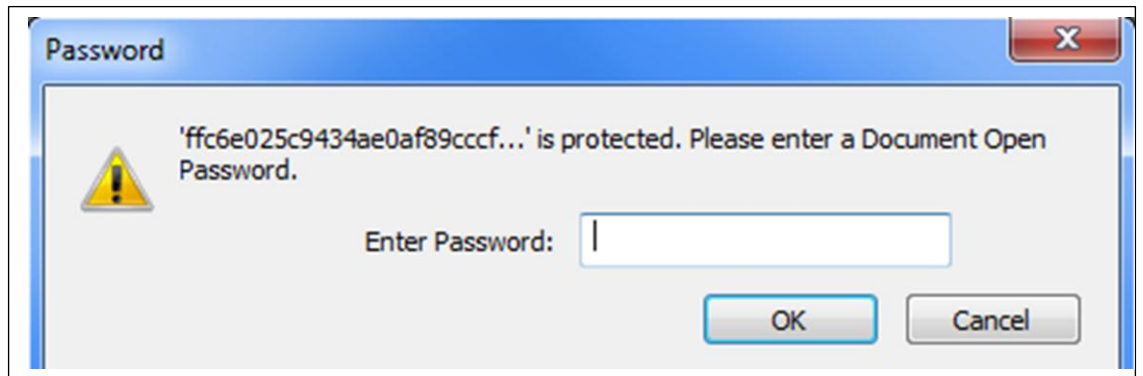 Password
'ffc6e025c9434ae0af89cccf...' is protected. Please enter a Document Open
Password.
Enter Password:
OK
Cancel